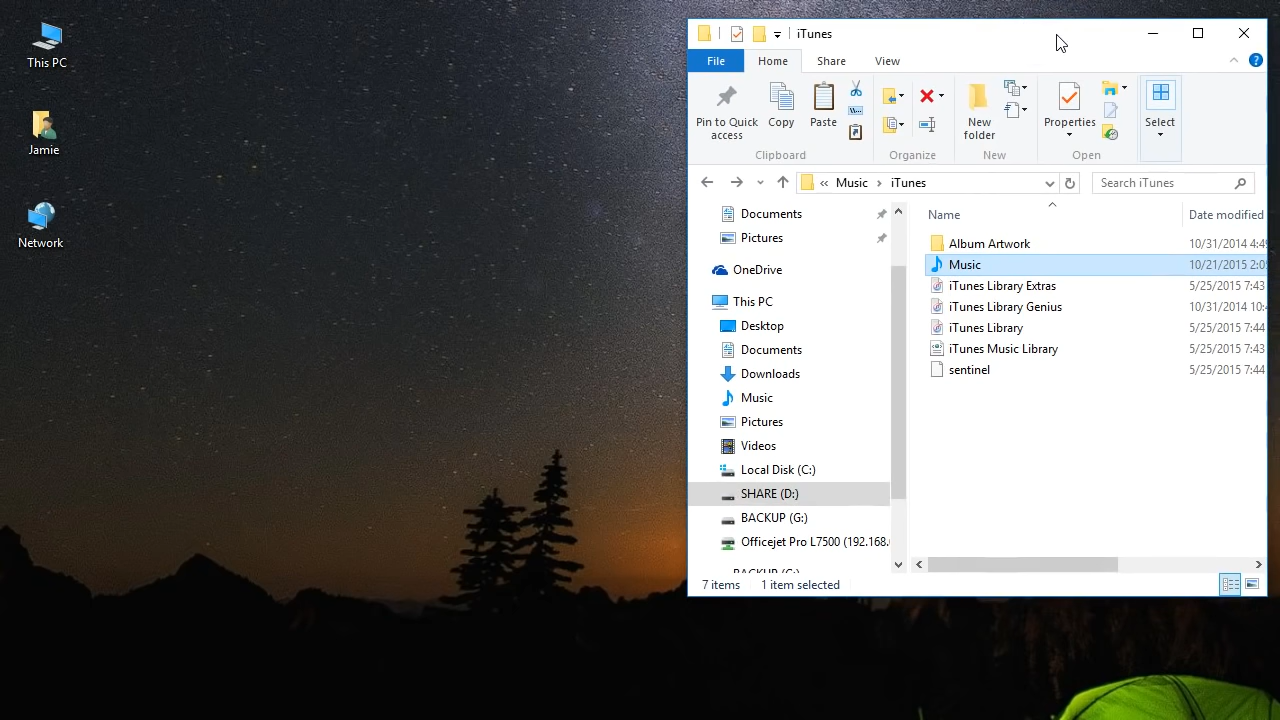 This PC
Jamie
Network
iTunes
File Home Share View
Pin to Quick access
Copy
Paste
Clipboard
Organize
New folder
New
Properties
Open
Select
« Music › iTunes
Search iTunes
Documents
Pictures
OneDrive
This PC
Desktop
Documents
Downloads
Music
Pictures
Videos
Local Disk (C:)
SHARE (D:)
BACKUP (G:)
Officejet Pro L7500 (192.168.
BACKUP (G:)
Name Date modified
Album Artwork 10/31/2014 4:4
Music 10/21/2015 2:0
iTunes Library Extras 5/25/2015 7:43
iTunes Library Genius 10/31/2014 10:
iTunes Library 5/25/2015 7:44
iTunes Music Library 5/25/2015 7:43
sentinel 5/25/2015 7:44
7 items 1 item selected